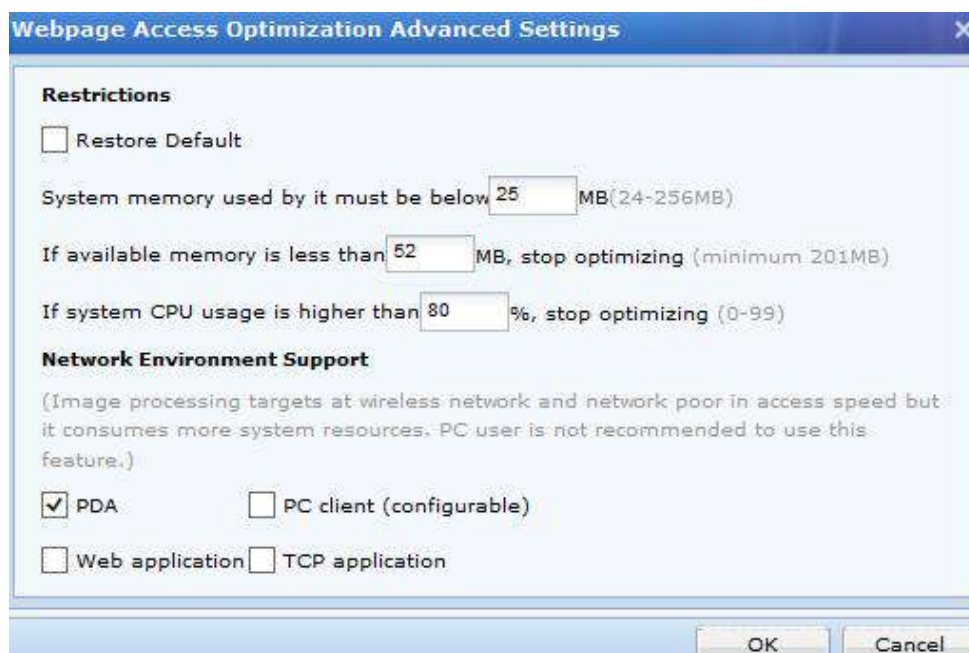 Webpage Access Optimization Advanced Settings
Restrictions
Restore Default
System memory used by it must be below 25 MB(24-256MB)
If available memory is less than 52 MB, stop optimizing (minimum 201MB)
If system CPU usage is higher than 80 %, stop optimizing (0-99)
Network Environment Support
(Image processing targets at wireless network and network poor in access speed but
it consumes more system resources. PC user is not recommended to use this
feature.)
PDA PC client (configurable)
Web application TCP application
OK Cancel